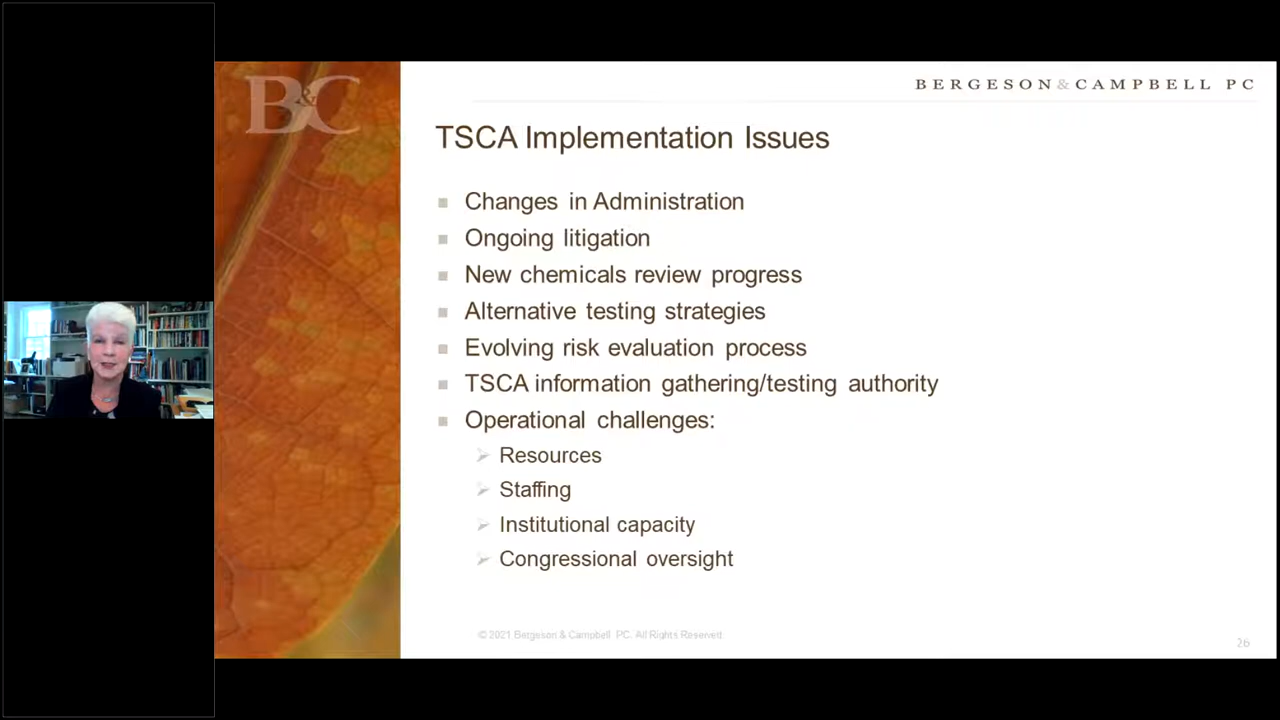 B&C
BERGESON&CAMPBELL PC
TSCA Implementation Issues
Changes in Administration
Ongoing litigation
New chemicals review progress
Alternative testing strategies
Evolving risk evaluation process
TSCA information gathering/testing authority
Operational challenges:
Resources
Staffing
Institutional capacity
Congressional oversight
© 2021 Bergeson & Campbell PC. All Rights Reserved.
26